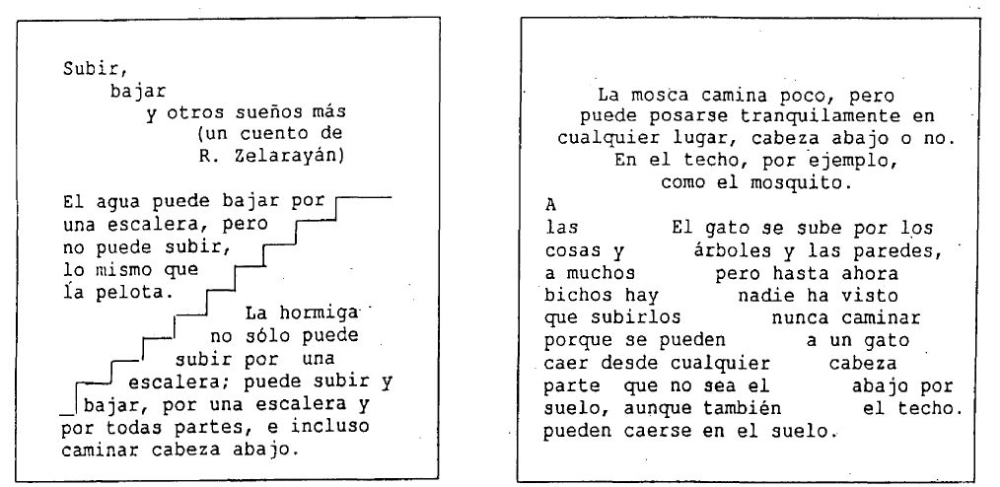 Subir,
bajar
y otros sueños más
(un cuento de
R. Zelarayán)
El agua puede bajar por
una escalera, pero
no puede subir,
lo mismo que
la pelota.
La hormiga
no sólo puede
subir por una
escalera; puede subir y
bajar, por una escalera y
por todas partes, e incluso
caminar cabeza abajo.
La mosca camina poco, pero
puede posarse tranquilamente en
cualquier lugar, cabeza abajo o no.
En el techo, por ejemplo,
como el mosquito.
A
las
cosas y
a muchos
bichos hay
que subirlos
porque se pueden
caer desde cualquier
parte que no sea el
suelo, aunque también
pueden caerse en el suelo.
El gato se sube por los
árboles y las paredes,
pero hasta ahora
nadie ha visto
nunca caminar
a un gato
cabeza
abajo por
el techo.